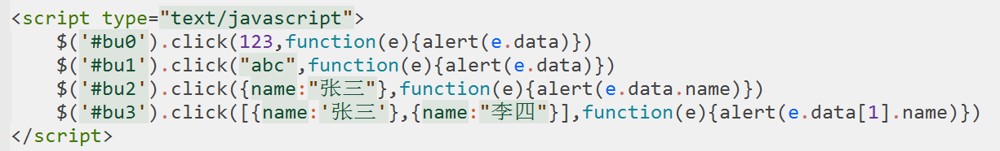 <script type="text/javascript">
$('#bu0').click(123,function(e){alert(e.data)})
$('#bu1').click("abc",function(e){alert(e.data)})
$('#bu2').click({name:"张三"},function(e){alert(e.data.name)})
$('#bu3').click([{name:'张三'},{name:"李四"}],function(e){alert(e.data[1].name)})
</script>